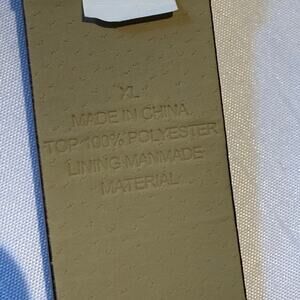 XL
MADE IN CHINA
TOP 100% POLYESTER
LINING MANMADE
MATERIAL